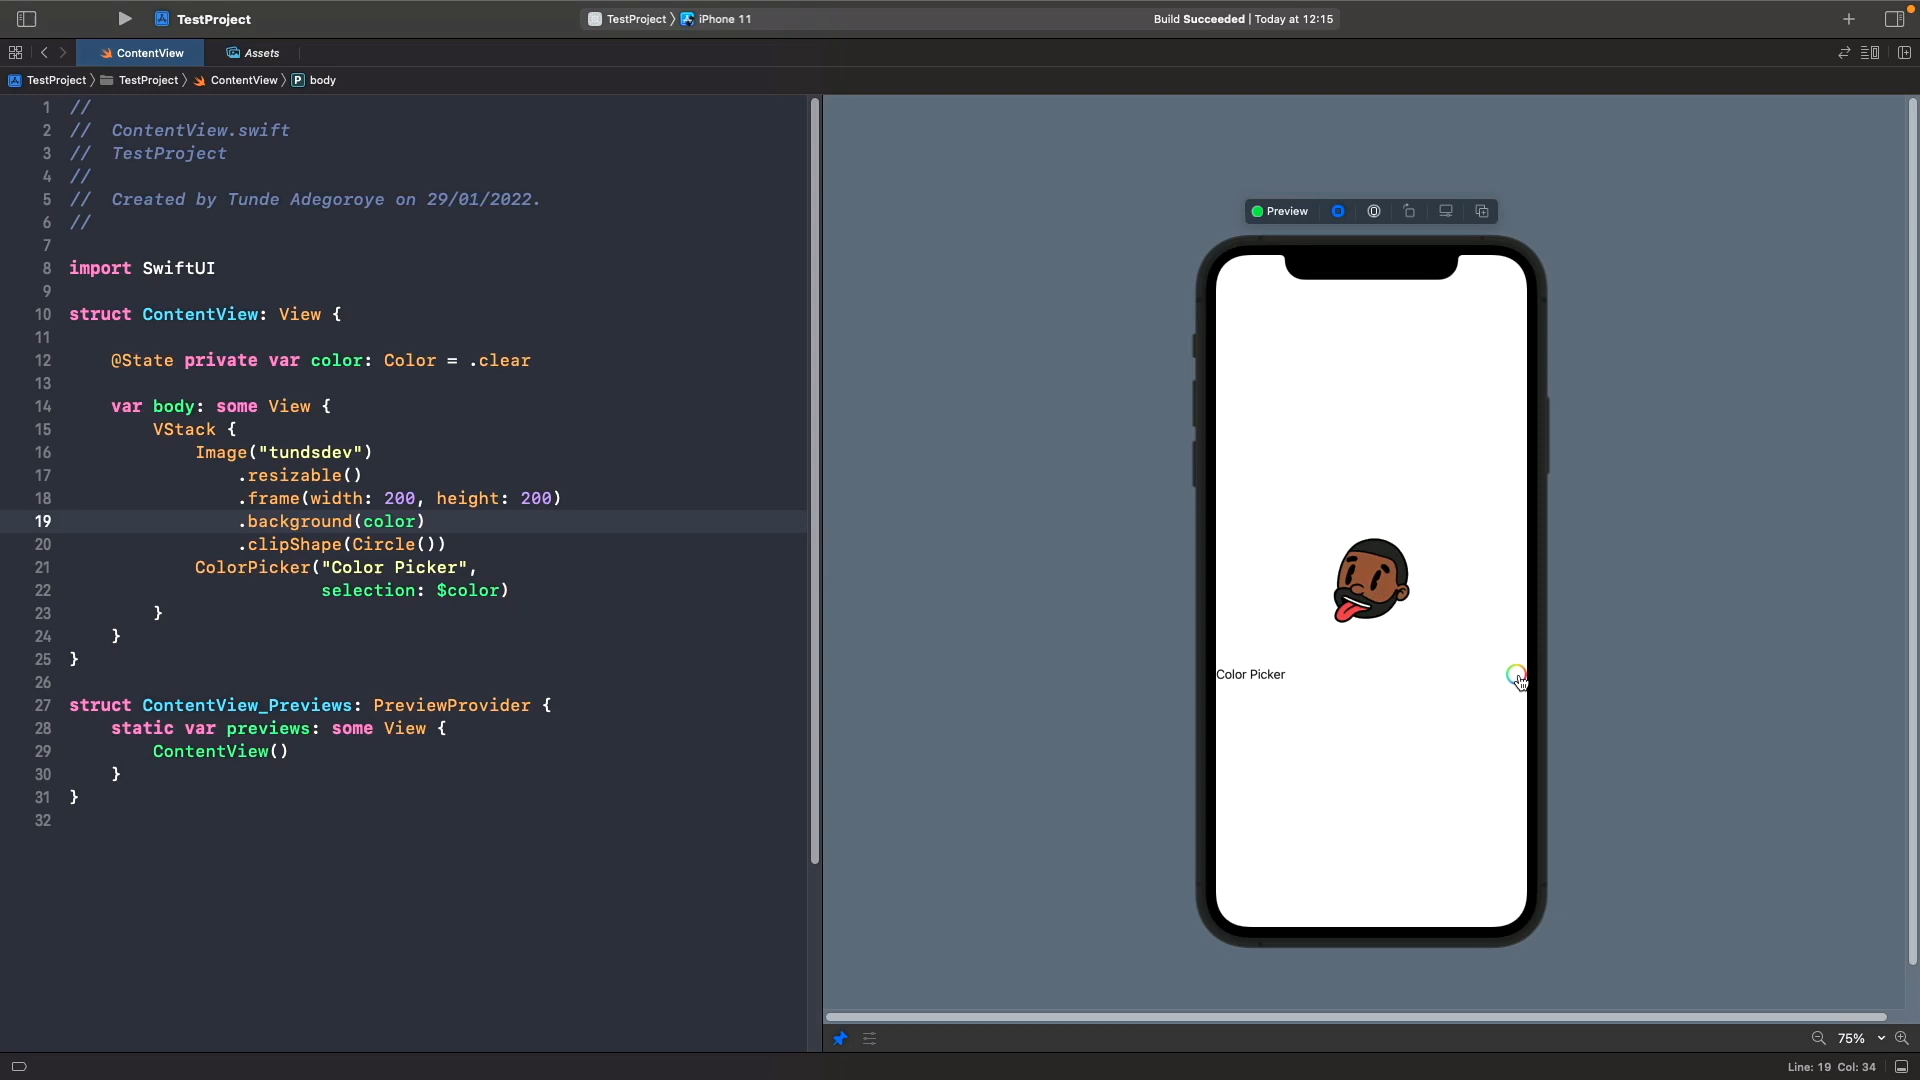 TestProject
TestProject 〉 iPhone 11
Build Succeeded | Today at 12:15
ContentView
Assets
TestProject 〉 TestProject 〉 ContentView 〉 P body
1 //
2 //  ContentView.swift
3 //  TestProject
4 //
5 //  Created by Tunde Adegoroye on 29/01/2022.
6 //
7
8 import SwiftUI
9
10 struct ContentView: View {
11
12     @State private var color: Color = .clear
13
14     var body: some View {
15         VStack {
16             Image("tundsdev")
17                 .resizable()
18                 .frame(width: 200, height: 200)
19                 .background(color)
20                 .clipShape(Circle())
21             ColorPicker("Color Picker",
22                         selection: $color)
23         }
24     }
25 }
26
27 struct ContentView_Previews: PreviewProvider {
28     static var previews: some View {
29         ContentView()
30     }
31 }
32
Preview
Color Picker
75%
Line: 19 Col: 34